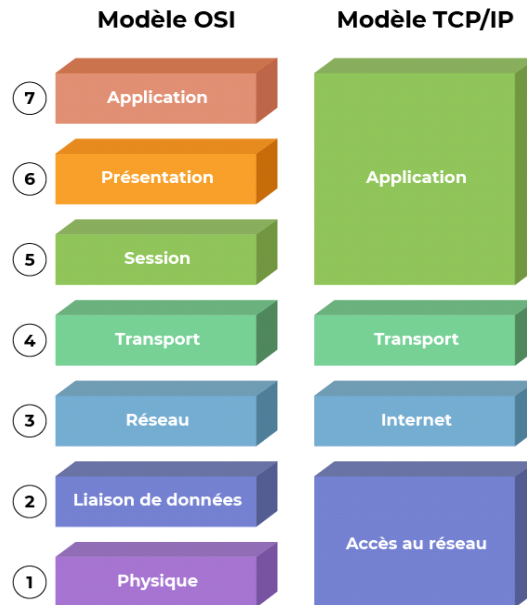 Modèle OSI
Modèle TCP/IP
7
Application
6
Présentation
Application
5
Session
4
Transport
Transport
3
Réseau
Internet
2
Liaison de données
Accès au réseau
1
Physique